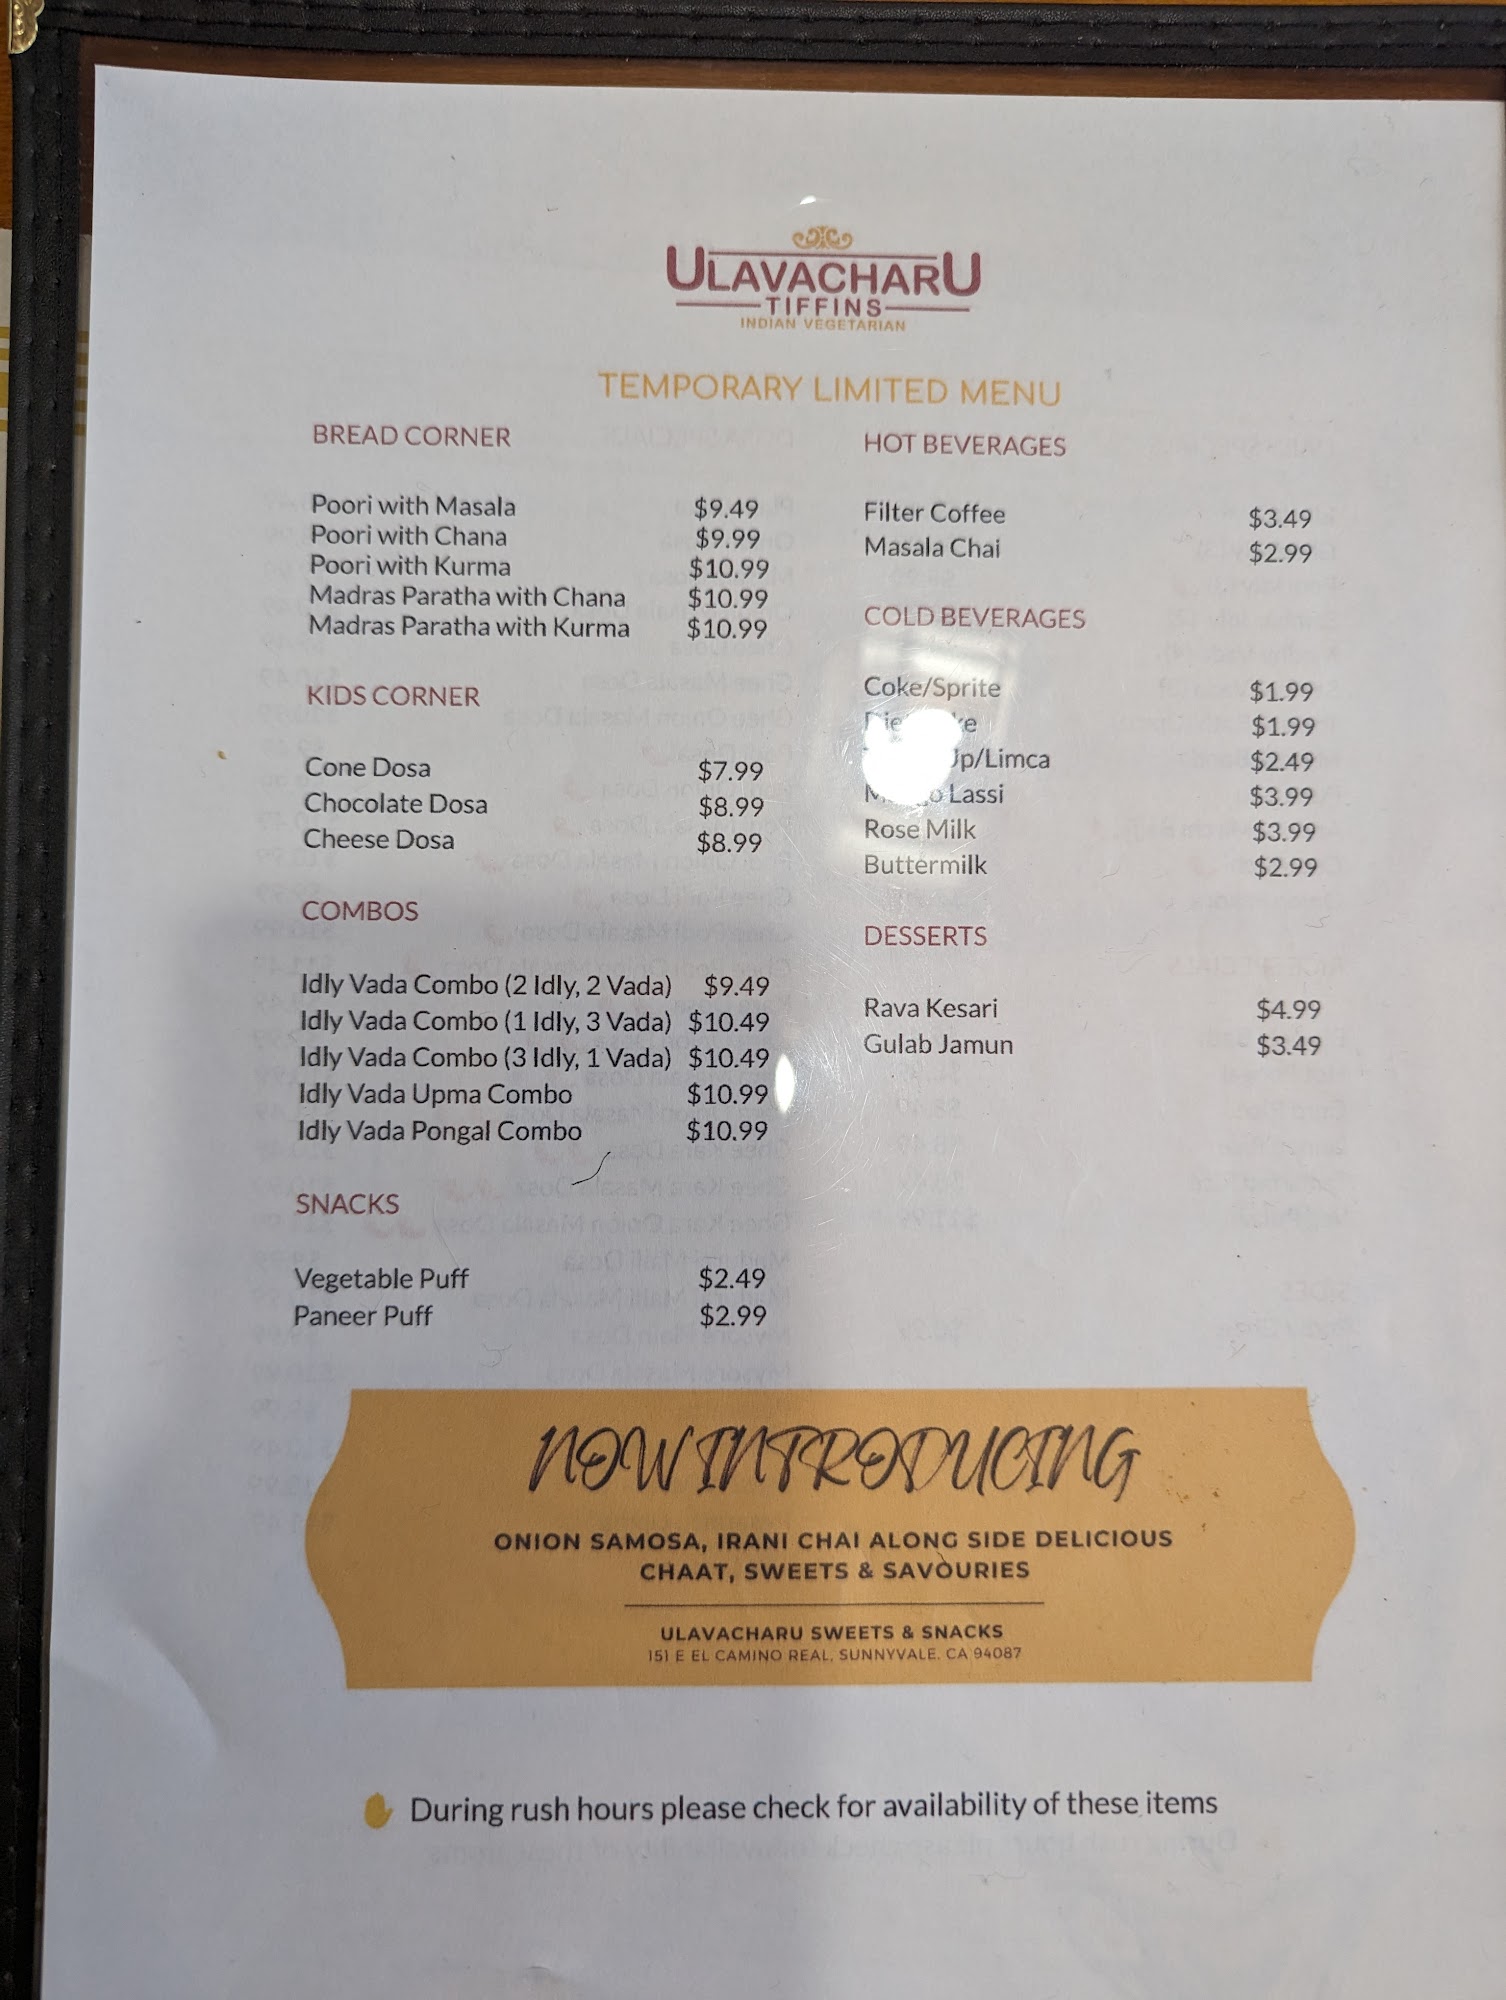 ULAVACHARU
TIFFINS
INDIAN VEGETARIAN
TEMPORARY LIMITED MENU
BREAD CORNER
Poori with Masala $9.49
Poori with Chana $9.99
Poori with Kurma $10.99
Madras Paratha with Chana $10.99
Madras Paratha with Kurma $10.99
KIDS CORNER
Cone Dosa $7.99
Chocolate Dosa $8.99
Cheese Dosa $8.99
COMBOS
Idly Vada Combo (2 Idly, 2 Vada) $9.49
Idly Vada Combo (1 Idly, 3 Vada) $10.49
Idly Vada Combo (3 Idly, 1 Vada) $10.49
Idly Vada Upma Combo $10.99
Idly Vada Pongal Combo $10.99
SNACKS
Vegetable Puff $2.49
Paneer Puff $2.99
HOT BEVERAGES
Filter Coffee $3.49
Masala Chai $2.99
COLD BEVERAGES
Coke/Sprite $1.99
$1.99
/Limca $2.49
Lassi $3.99
Rose Milk $3.99
Buttermilk $2.99
DESSERTS
Rava Kesari $4.99
Gulab Jamun $3.49
NOW INTRODUCING
ONION SAMOSA, IRANI CHAI ALONG SIDE DELICIOUS
CHAAT, SWEETS & SAVOURIES
ULAVACHARU SWEETS & SNACKS
151 E EL CAMINO REAL, SUNNYVALE, CA 94087
During rush hours please check for availability of these items